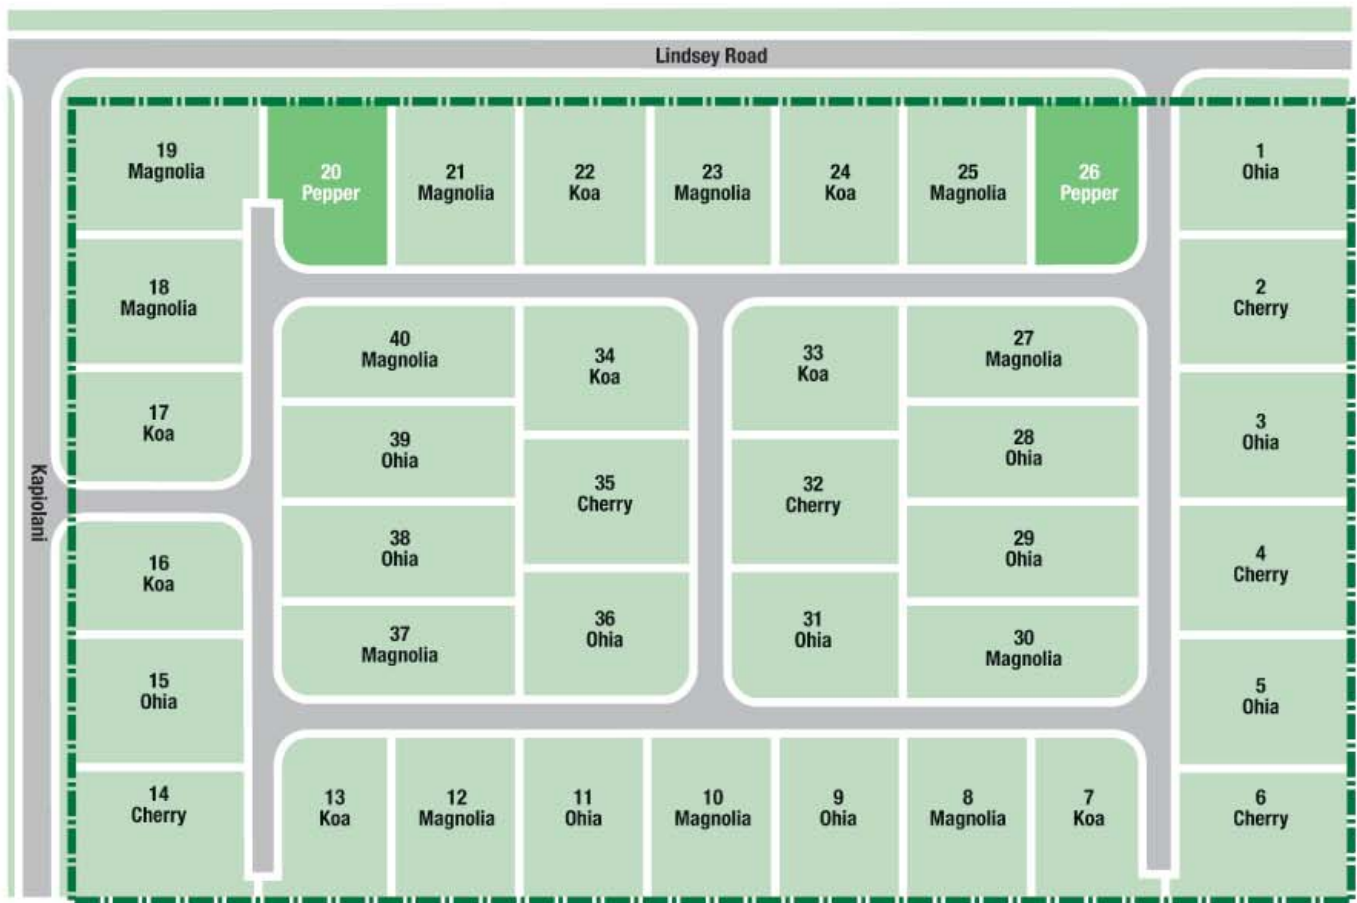 Lindsey Road
Kapiolani
19
Magnolia
20
Pepper
21
Magnolia
22
Koa
23
Magnolia
24
Koa
25
Magnolia
26
Pepper
1
Ohia
18
Magnolia
2
Cherry
17
Koa
40
Magnolia
34
Koa
33
Koa
27
Magnolia
3
Ohia
39
Ohia
35
Cherry
32
Cherry
28
Ohia
16
Koa
38
Ohia
29
Ohia
4
Cherry
37
Magnolia
36
Ohia
31
Ohia
30
Magnolia
15
Ohia
5
Ohia
14
Cherry
13
Koa
12
Magnolia
11
Ohia
10
Magnolia
9
Ohia
8
Magnolia
7
Koa
6
Cherry